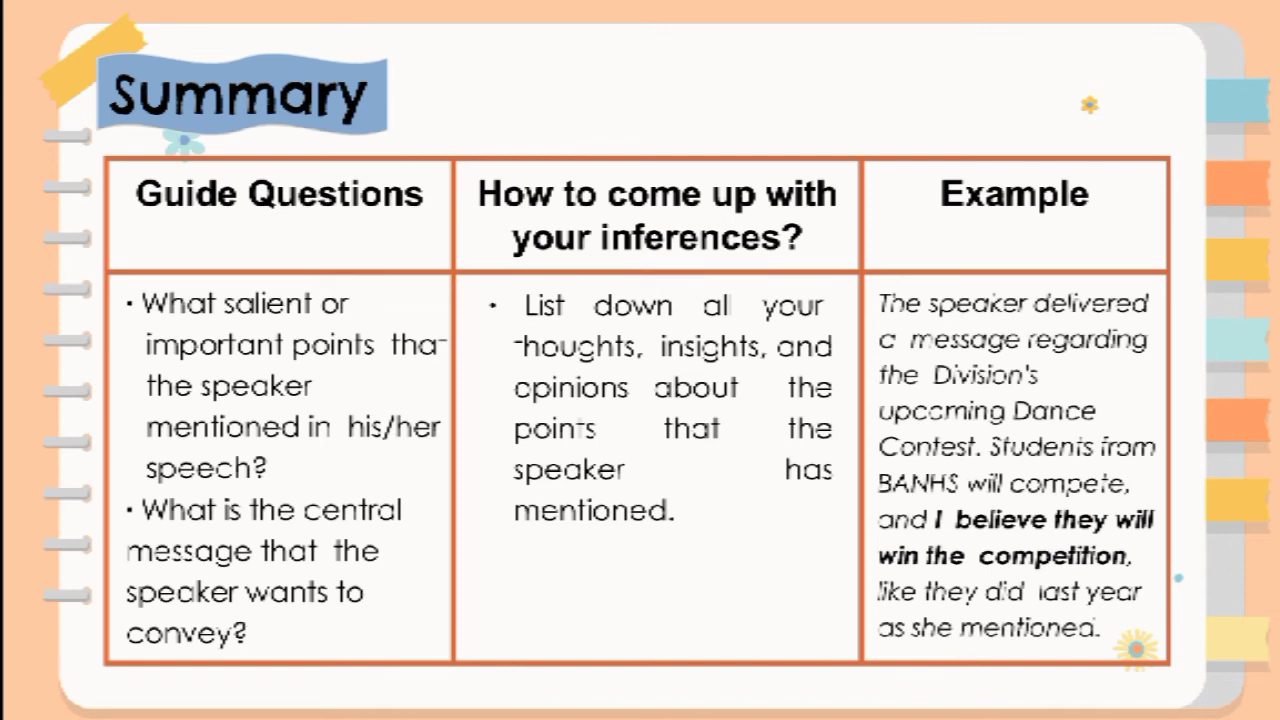 Summary
Guide Questions
How to come up with
your inferences?
Example
• What salient or
important points that
the speaker
mentioned in his/her
speech?
• What is the central
message that the
speaker wants to
convey?
• List down all your
thoughts, insights, and
opinions about the
points that the
speaker has
mentioned.
The speaker delivered
a message regarding
the Division's
upcoming Dance
Contest. Students from
BANHS will compete,
and I believe they will
win the competition,
like they did last year
as she mentioned.